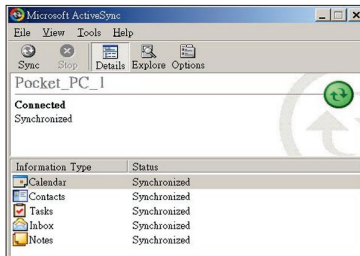 Microsoft ActiveSync
File View Tools Help
Sync Stop Details Explore Options
Pocket_PC_1
Connected
Synchronized
Information Type Status
Calendar Synchronized
Contacts Synchronized
Tasks Synchronized
Inbox Synchronized
Notes Synchronized